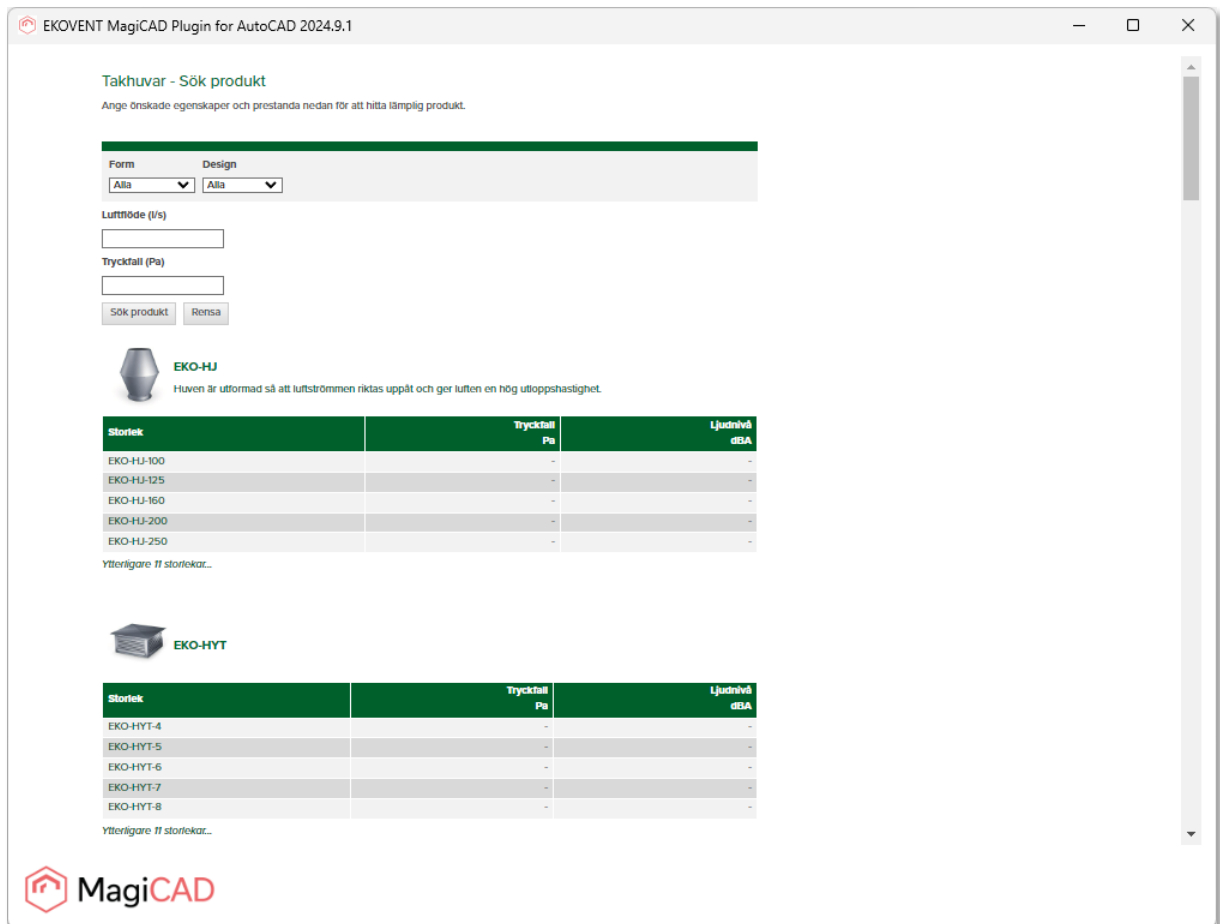 EKOVENT MagiCAD Plugin for AutoCAD 2024.9.1
Takhuvar - Sök produkt
Ange önskade egenskaper och prestanda nedan för att hitta lämplig produkt.
Form Design
Alla Alla
Luftflöde (l/s)
Tryckfall (Pa)
Sök produkt Rensa
EKO-HJ
Huven är utformad så att luftströmmen riktas uppåt och ger luften en hög utloppshastighet.
Storlek Tryckfall Pa Ljudnivå dBA
EKO-HJ-100 - -
EKO-HJ-125 - -
EKO-HJ-160 - -
EKO-HJ-200 - -
EKO-HJ-250 - -
Ytterligare 11 storlekar...
EKO-HYT
Storlek Tryckfall Pa Ljudnivå dBA
EKO-HYT-4 - -
EKO-HYT-5 - -
EKO-HYT-6 - -
EKO-HYT-7 - -
EKO-HYT-8 - -
Ytterligare 11 storlekar...
MagiCAD